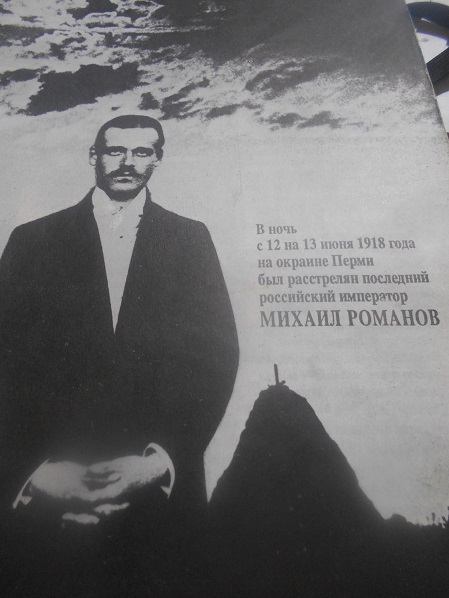 В ночь
с 12 на 13 июня 1918 года
на окраине Перми
был расстрелян последний
российский император
МИХАИЛ РОМАНОВ